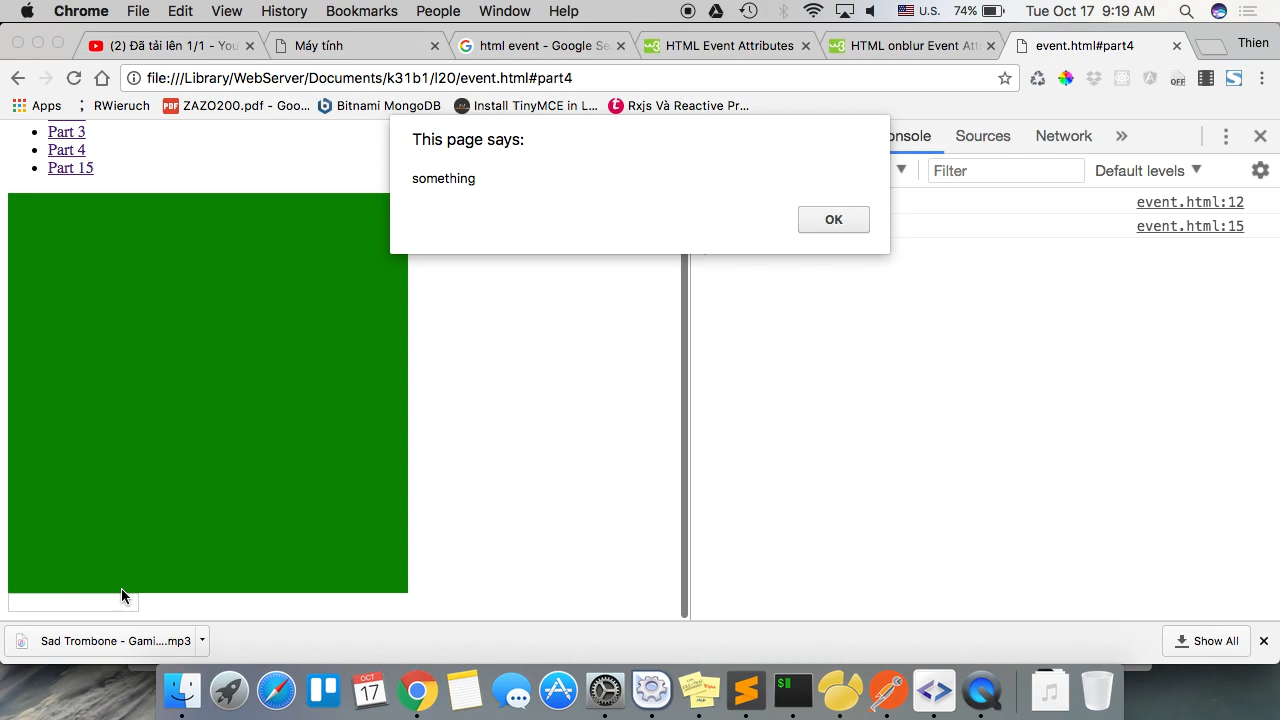 Chrome File Edit View History Bookmarks People Window Help U.S. 74% Tue Oct 17 9:19 AM
(2) Đã tải lên 1/1 - You Máy tính html event - Google Se HTML Event Attributes HTML onblur Event Att event.html#part4 Thien
file:///Library/WebServer/Documents/k31b1/l20/event.html#part4 OFF
Apps RWieruch PDF ZAZO200.pdf - Goo... Bitnami MongoDB Install TinyMCE in L... Rxjs Và Reactive Pr...
Part 3
Part 4
Part 15
This page says:
something
OK
onsole Sources Network »
Filter Default levels
event.html:12
event.html:15
Sad Trombone - Gami....mp3 Show All
OCT
17